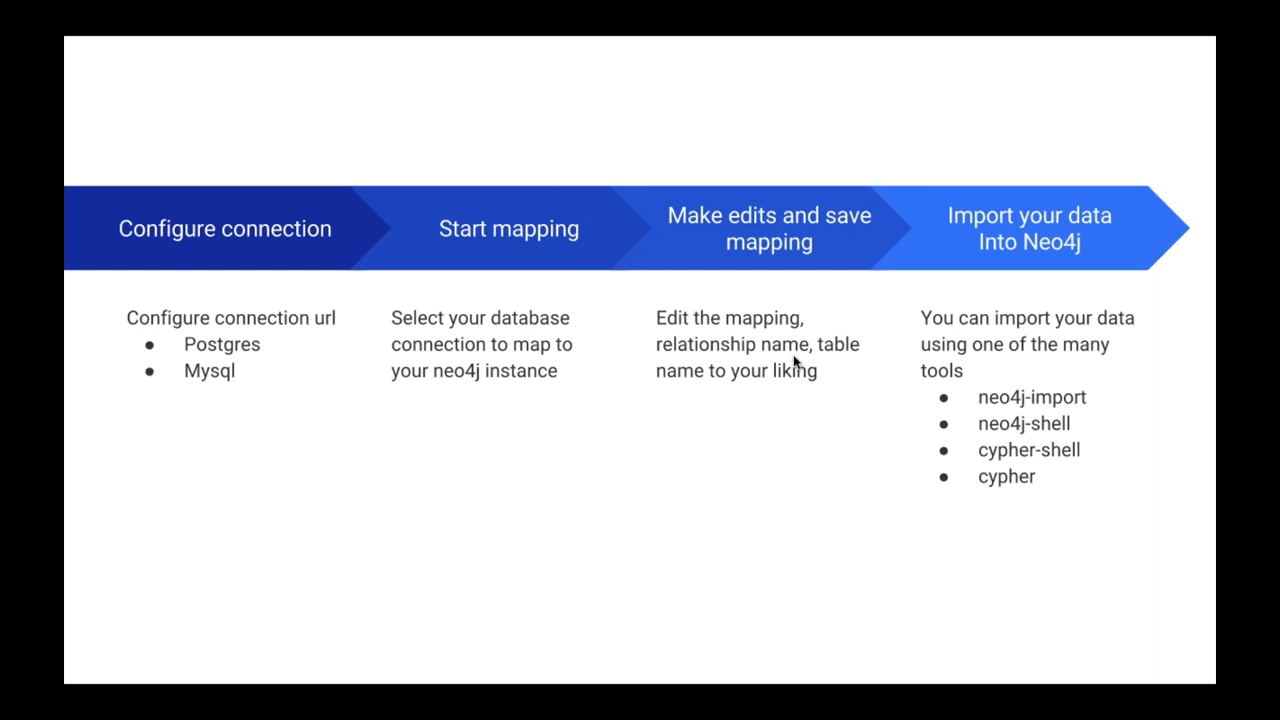 Configure connection
Start mapping
Make edits and save
mapping
Import your data
Into Neo4j
Configure connection url
● Postgres
● Mysql
Select your database
connection to map to
your neo4j instance
Edit the mapping,
relationship name, table
name to your liking
You can import your data
using one of the many
tools
● neo4j-import
● neo4j-shell
● cypher-shell
● cypher